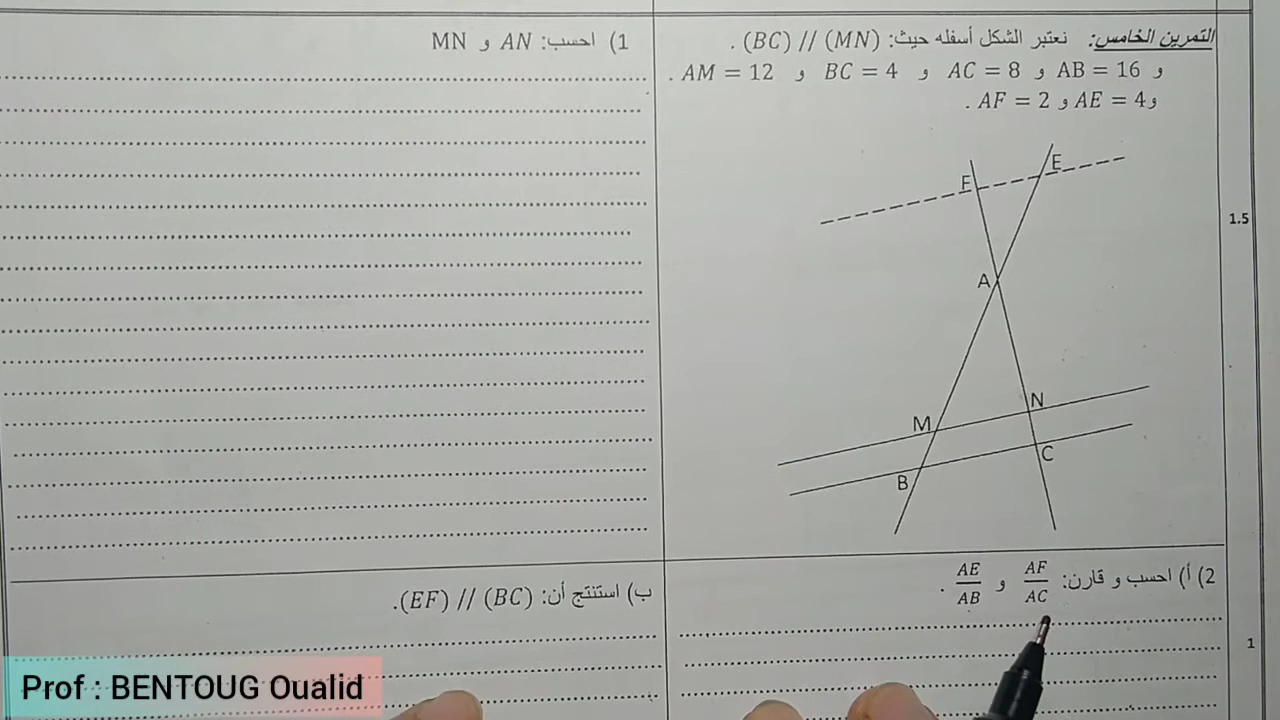 التمرين الخامس: نعتبر الشكل أسفله حيث: (BC) // (MN) .
و AB = 16 و AC = 8 و BC = 4 و AM = 12 .
و AE = 4 و AF = 2 .
E
F
A
N
M
C
B
1.5
1) احسب: AN و MN
2) أ) احسب و قارن: AF/AC و AE/AB .
1
ب) استنتج أن: (EF) // (BC).
Prof : BENTOUG Oualid